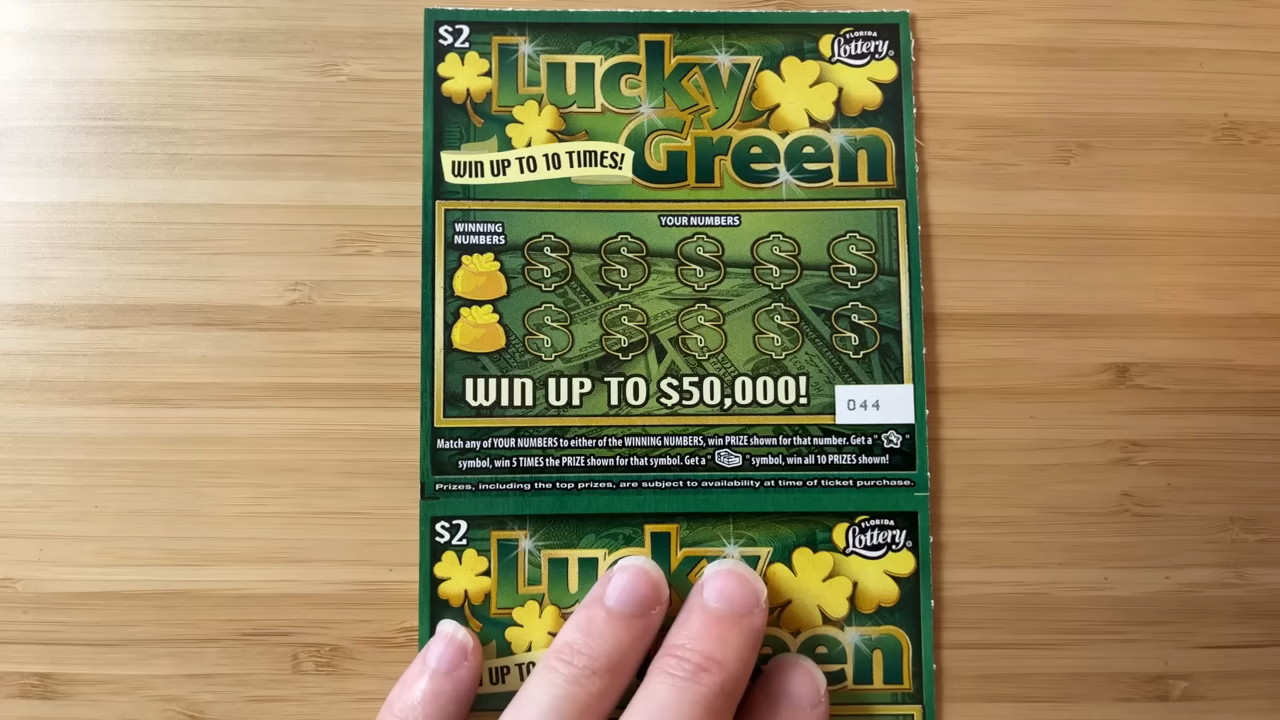 $2
FLORIDA
Lottery
Lucky
Green
WIN UP TO 10 TIMES!
YOUR NUMBERS
WINNING
NUMBERS
$ $ $ $ $
$ $ $ $ $
WIN UP TO $50,000!
044
Match any of YOUR NUMBERS to either of the WINNING NUMBERS, win PRIZE shown for that number. Get a " "
symbol, win 5 TIMES the PRIZE shown for that symbol. Get a " " symbol, win all 10 PRIZES shown!
Prizes, including the top prizes, are subject to availability at time of ticket purchase.
$2
FLORIDA
Lottery
UP TO